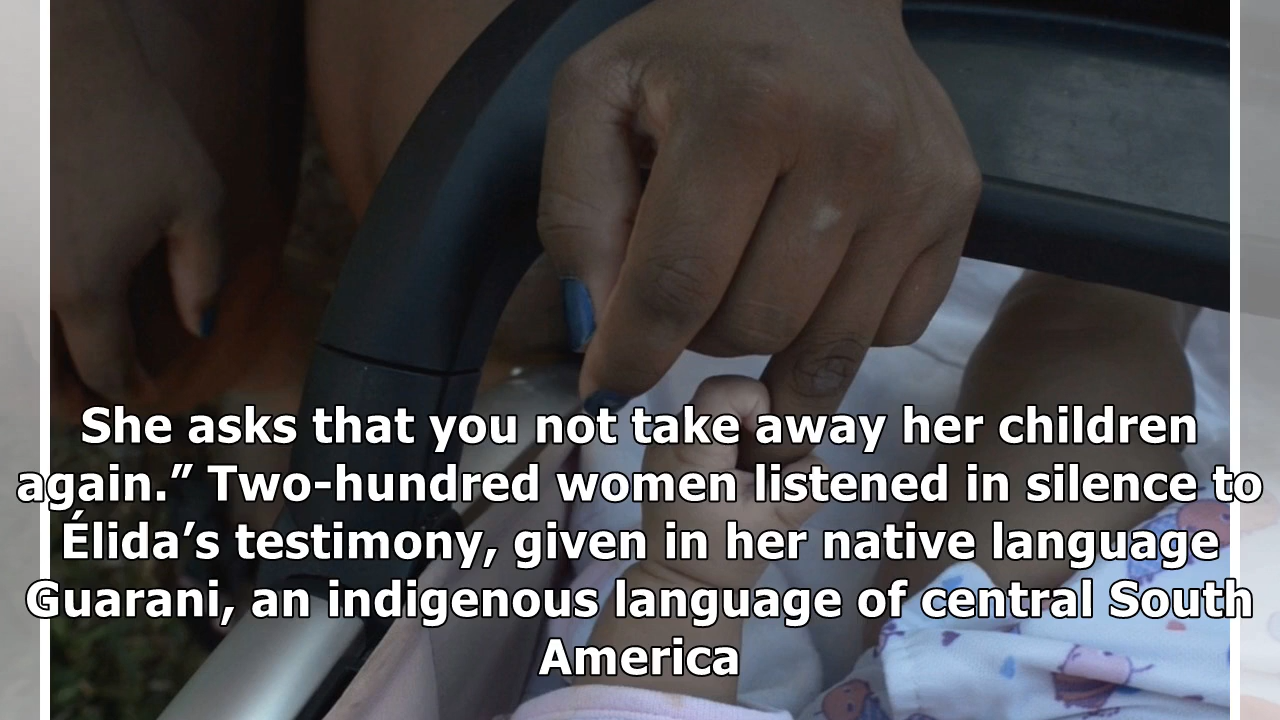 She asks that you not take away her children
again.” Two-hundred women listened in silence to
Élida’s testimony, given in her native language
Guarani, an indigenous language of central South
America